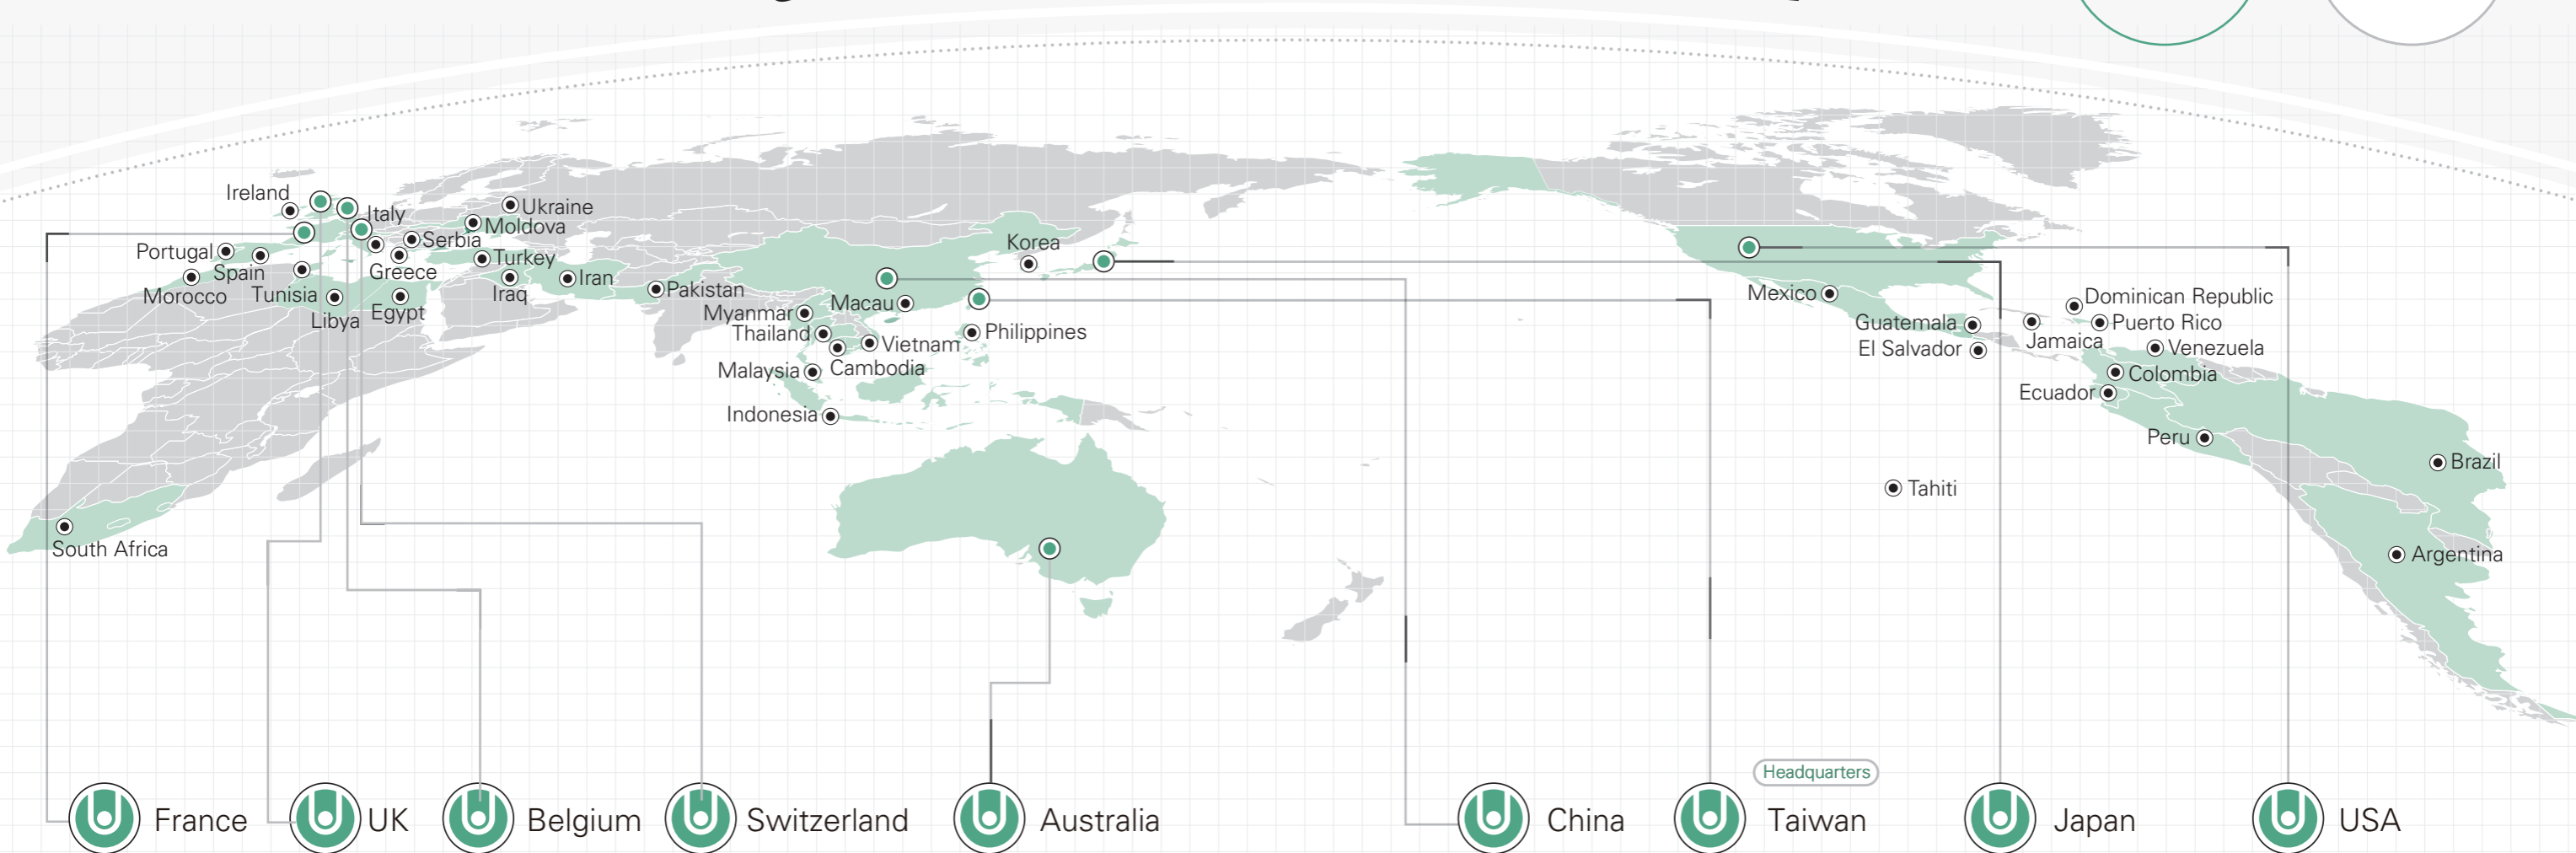 Ireland
Italy
Ukraine
Moldova
Serbia
Portugal
Spain
Greece
Turkey
Morocco
Tunisia
Libya
Egypt
Iraq
Iran
Pakistan
Korea
Macau
Myanmar
Thailand
Vietnam
Philippines
Cambodia
Malaysia
Indonesia
South Africa
Mexico
Dominican Republic
Guatemala
Puerto Rico
Jamaica
El Salvador
Venezuela
Colombia
Ecuador
Peru
Brazil
Tahiti
Argentina
Headquarters
France
UK
Belgium
Switzerland
Australia
China
Taiwan
Japan
USA